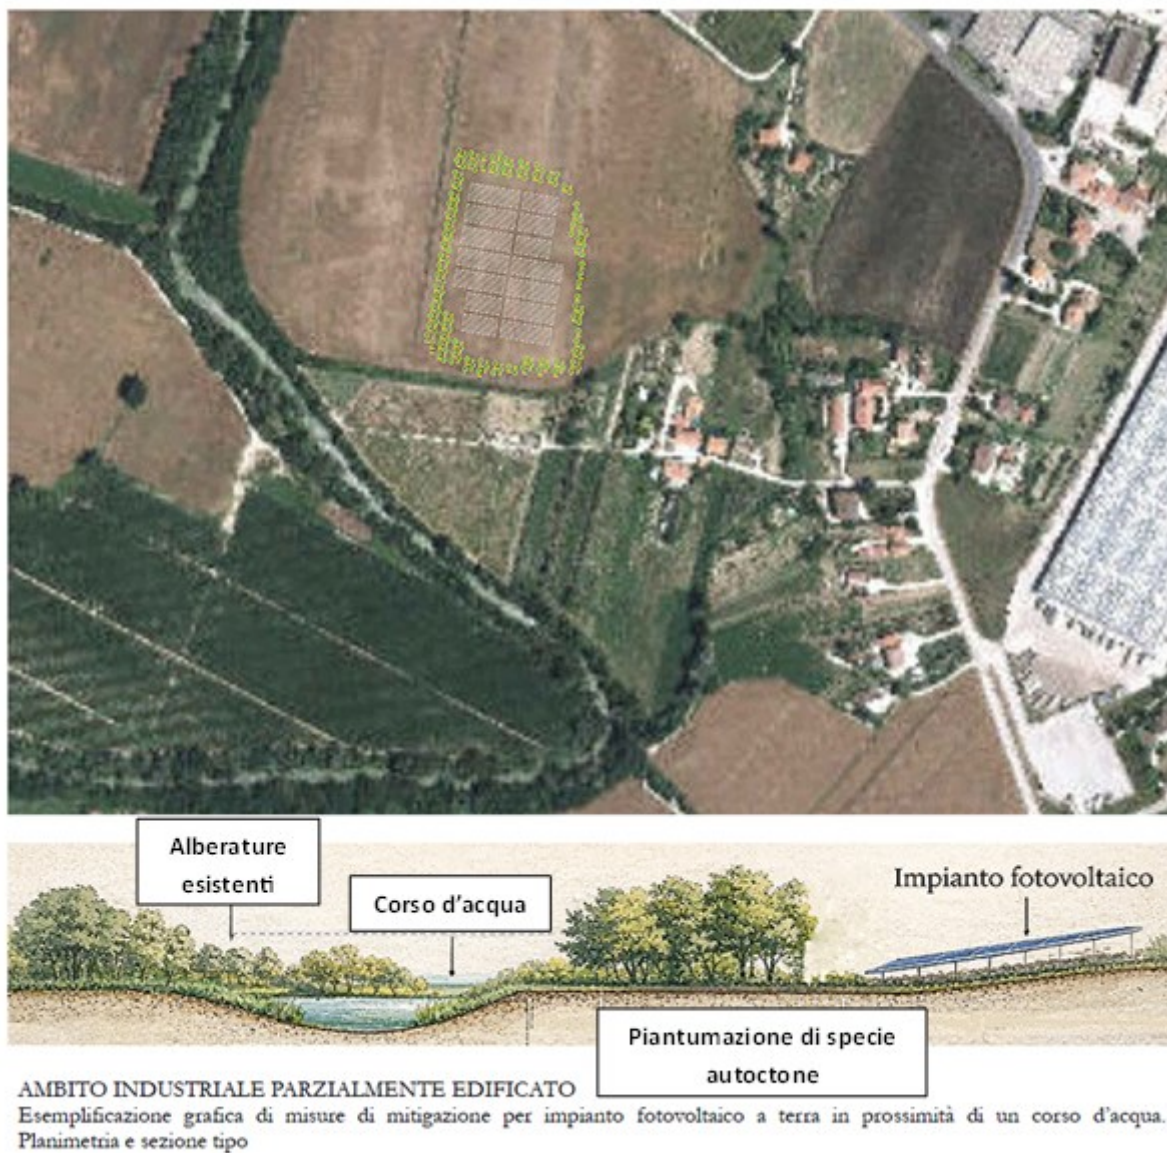 Alberature
esistenti
Corso d'acqua
Impianto fotovoltaico
Piantumazione di specie
autoctone
AMBITO INDUSTRIALE PARZIALMENTE EDIFICATO
Esemplificazione grafica di misure di mitigazione per impianto fotovoltaico a terra in prossimità di un corso d'acqua.
Planimetria e sezione tipo